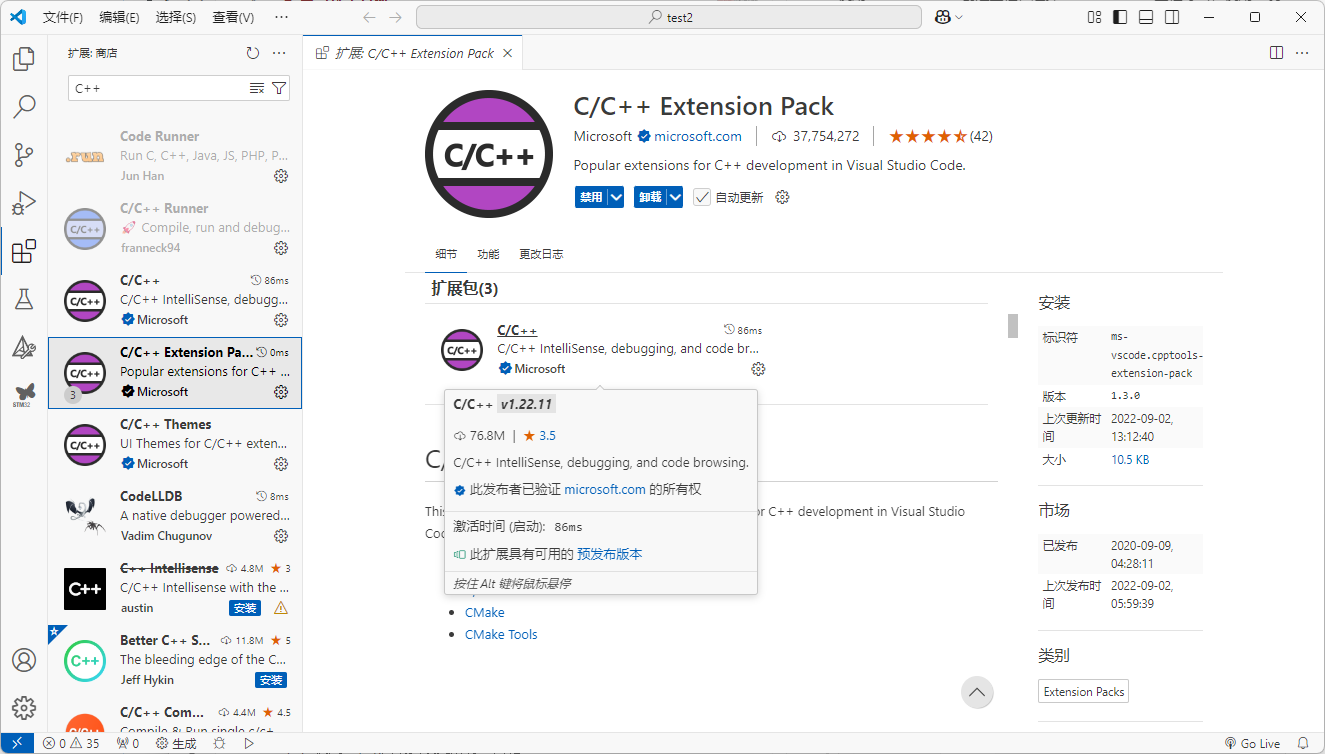 文件(F) 编辑(E) 选择(S) 查看(V) ··· test2
扩展: 商店
C++
.run
Code Runner
Run C, C++, Java, JS, PHP, P...
Jun Han
C/C++
C/C++ Runner
🚀 Compile, run and debug...
franneck94
C/C++
C/C++ 86ms
C/C++ IntelliSense, debugg...
Microsoft
C/C++
3
C/C++ Extension Pa... 0ms
Popular extensions for C++ ...
Microsoft
C/C++
C/C++ Themes
UI Themes for C/C++ exten...
Microsoft
CodeLLDB 8ms
A native debugger powered...
Vadim Chugunov
C++
C++ Intellisense 4.8M ★ 3
C/C++ Intellisense with the ...
austin 安装
C++
Better C++ S... 11.8M ★ 5
The bleeding edge of the C...
Jeff Hykin 安装
C/C++ Com... 4.4M ★ 4.5
Compile & Run single c/c++
STM32
扩展: C/C++ Extension Pack
C/C++
C/C++ Extension Pack
Microsoft microsoft.com 37,754,272 (42)
Popular extensions for C++ development in Visual Studio Code.
禁用 卸载 自动更新
细节 功能 更改日志
扩展包(3)
C/C++
C/C++ 86ms
C/C++ IntelliSense, debugging, and code br...
Microsoft
C/C++ v1.22.11
76.8M | ★ 3.5
C/C++ IntelliSense, debugging, and code browsing.
此发布者已验证 microsoft.com 的所有权
激活时间 (启动): 86ms
此扩展具有可用的 预发布版本
按住 Alt 键将鼠标悬停
C/
This
r C++ development in Visual Studio
Co
CMake
CMake Tools
安装
标识符 ms-
vscode.cpptools-
extension-pack
版本 1.3.0
上次更新时 2022-09-02,
间 13:12:40
大小 10.5 KB
市场
已发布 2020-09-09,
04:28:11
上次发布时 2022-09-02,
间 05:59:39
类别
Extension Packs
0 35 0 生成 Go Live